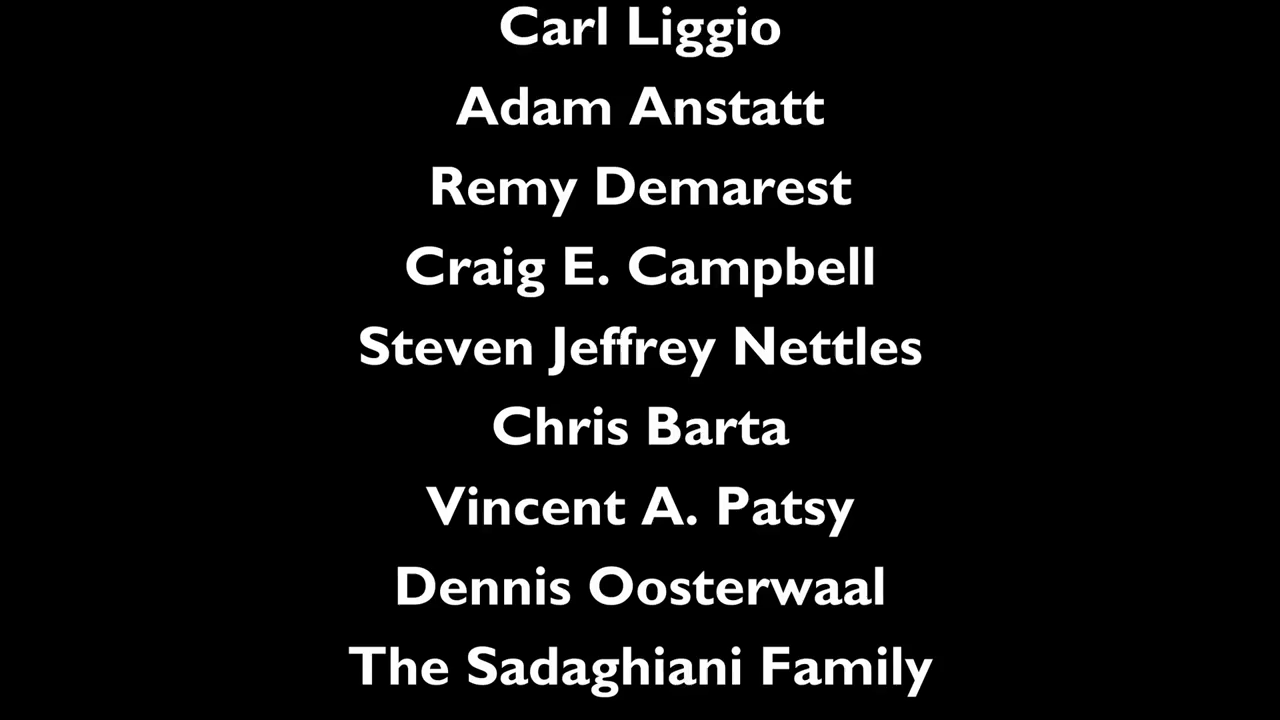 Carl Liggio
Adam Anstatt
Remy Demarest
Craig E. Campbell
Steven Jeffrey Nettles
Chris Barta
Vincent A. Patsy
Dennis Oosterwaal
The Sadaghiani Family